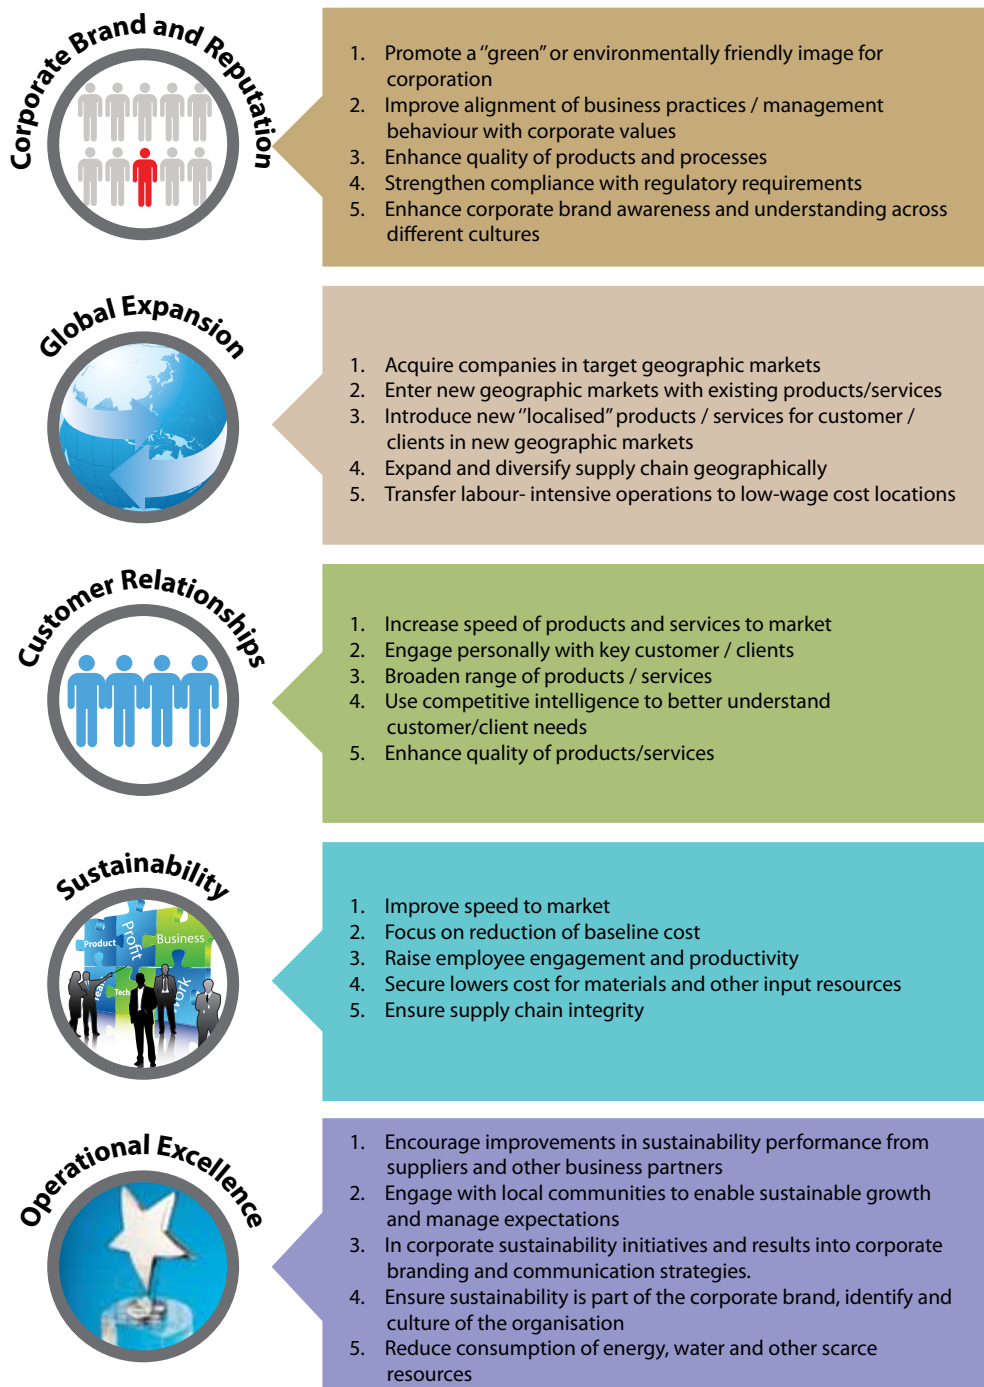 Corporate Brand and Reputation
1. Promote a “green” or environmentally friendly image for
corporation
2. Improve alignment of business practices / management
behaviour with corporate values
3. Enhance quality of products and processes
4. Strengthen compliance with regulatory requirements
5. Enhance corporate brand awareness and understanding across
different cultures
Global Expansion
1. Acquire companies in target geographic markets
2. Enter new geographic markets with existing products/services
3. Introduce new “localised” products / services for customer /
clients in new geographic markets
4. Expand and diversify supply chain geographically
5. Transfer labour- intensive operations to low-wage cost locations
Customer Relationships
1. Increase speed of products and services to market
2. Engage personally with key customer / clients
3. Broaden range of products / services
4. Use competitive intelligence to better understand
customer/client needs
5. Enhance quality of products/services
Sustainability
Product
Profit
Business
Tech
1. Improve speed to market
2. Focus on reduction of baseline cost
3. Raise employee engagement and productivity
4. Secure lowers cost for materials and other input resources
5. Ensure supply chain integrity
Operational Excellence
1. Encourage improvements in sustainability performance from
suppliers and other business partners
2. Engage with local communities to enable sustainable growth
and manage expectations
3. In corporate sustainability initiatives and results into corporate
branding and communication strategies.
4. Ensure sustainability is part of the corporate brand, identify and
culture of the organisation
5. Reduce consumption of energy, water and other scarce
resources